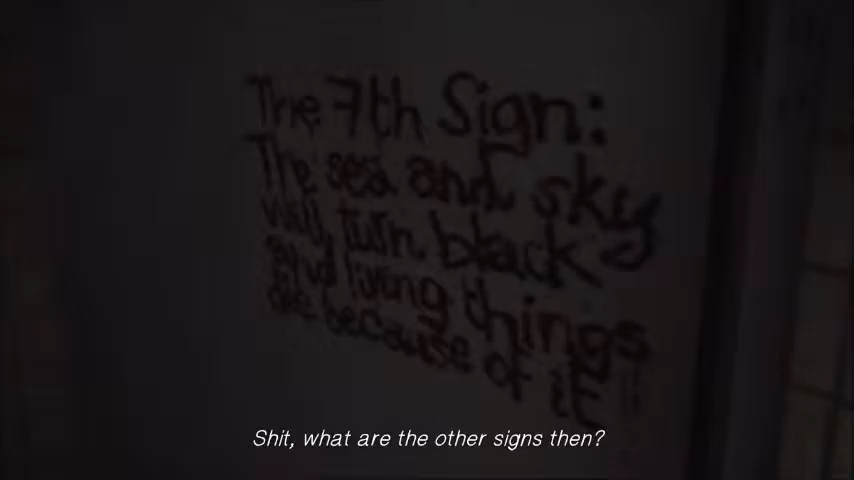 The 7th Sign:
The sea and sky
will turn black
and living things
die because of it
Shit, what are the other signs then?